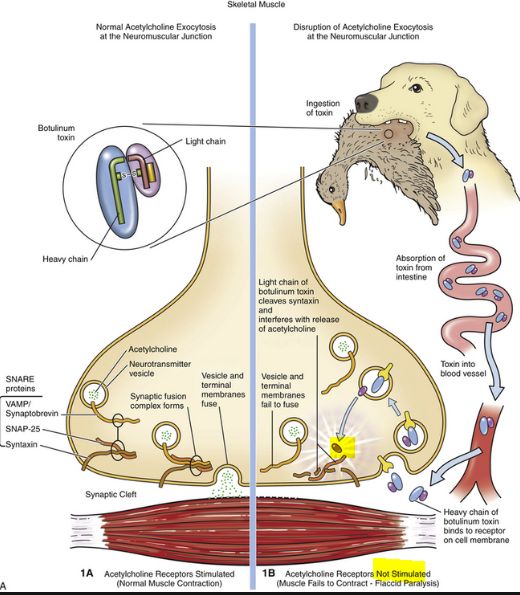 Skeletal Muscle
Normal Acetylcholine Exocytosis
at the Neuromuscular Junction
Disruption of Acetylcholine Exocytosis
at the Neuromuscular Junction
Botulinum
toxin
Light chain
S-S
Heavy chain
Ingestion
of toxin
Absorption of
toxin from
intestine
Toxin into
blood vessel
Heavy chain of
botulinum toxin
binds to receptor
on cell membrane
Light chain of
botulinum toxin
cleaves syntaxin
and
interferes with release
of acetylcholine
Acetylcholine
Neurotransmitter
vesicle
Synaptic fusion
complex forms
Vesicle and
terminal
membranes
fuse
Vesicle and
terminal
membranes
fail to fuse
SNARE
proteins
VAMP/
Synaptobrevin
SNAP-25
Syntaxin
Synaptic Cleft
1A Acetylcholine Receptors Stimulated
(Normal Muscle Contraction)
1B Acetylcholine Receptors Not Stimulated
(Muscle Fails to Contract - Flaccid Paralysis)
A